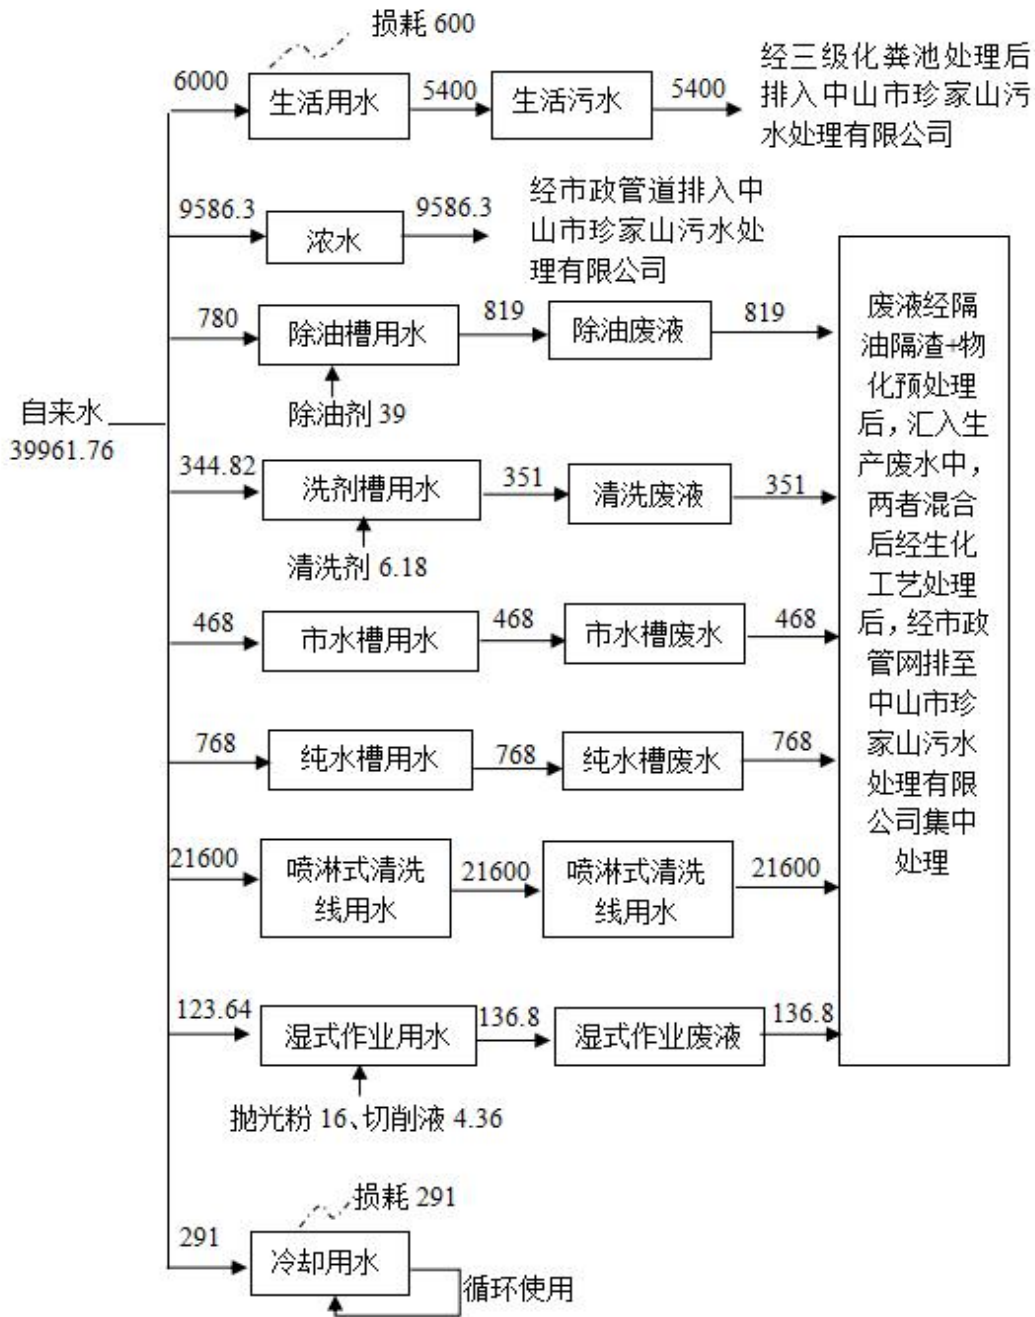 损耗 600
6000
生活用水
5400
生活污水
5400
经三级化粪池处理后
排入中山市珍家山污
水处理有限公司
9586.3
浓水
9586.3
经市政管道排入中
山市珍家山污水处
理有限公司
780
除油槽用水
819
除油废液
819
除油剂 39
自来水
39961.76
344.82
洗剂槽用水
351
清洗废液
351
清洗剂 6.18
468
市水槽用水
468
市水槽废水
468
768
纯水槽用水
768
纯水槽废水
768
21600
喷淋式清洗
线用水
21600
喷淋式清洗
线用水
21600
123.64
湿式作业用水
136.8
湿式作业废液
136.8
抛光粉 16、切削液 4.36
废液经隔
油隔渣+物
化预处理
后，汇入生
产废水中，
两者混合
后经生化
工艺处理
后，经市政
管网排至
中山市珍
家山污水
处理有限
公司集中
处理
损耗 291
291
冷却用水
循环使用